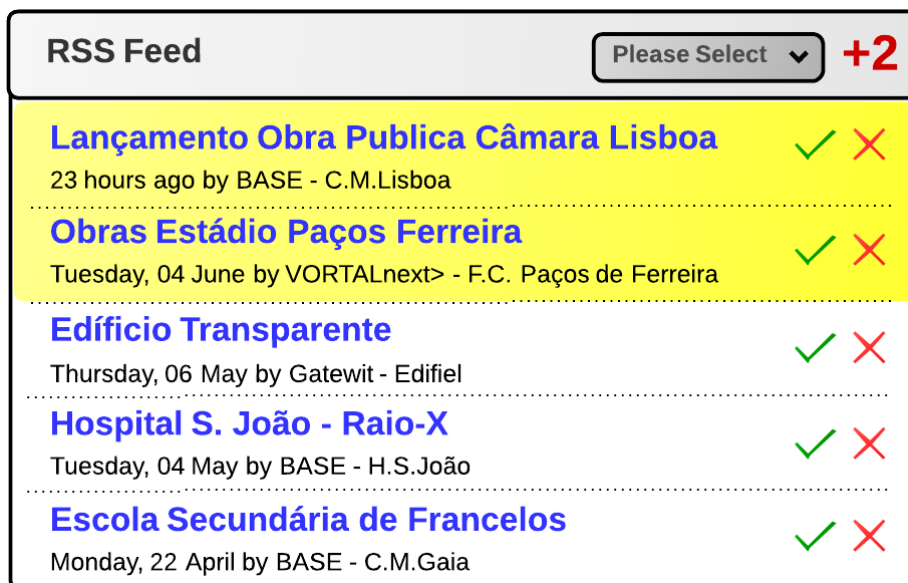 RSS Feed
Please Select
+2
Lançamento Obra Publica Câmara Lisboa
23 hours ago by BASE - C.M.Lisboa
Obras Estádio Paços Ferreira
Tuesday, 04 June by VORTALnext> - F.C. Paços de Ferreira
Edíficio Transparente
Thursday, 06 May by Gatewit - Edifiel
Hospital S. João - Raio-X
Tuesday, 04 May by BASE - H.S.João
Escola Secundária de Francelos
Monday, 22 April by BASE - C.M.Gaia